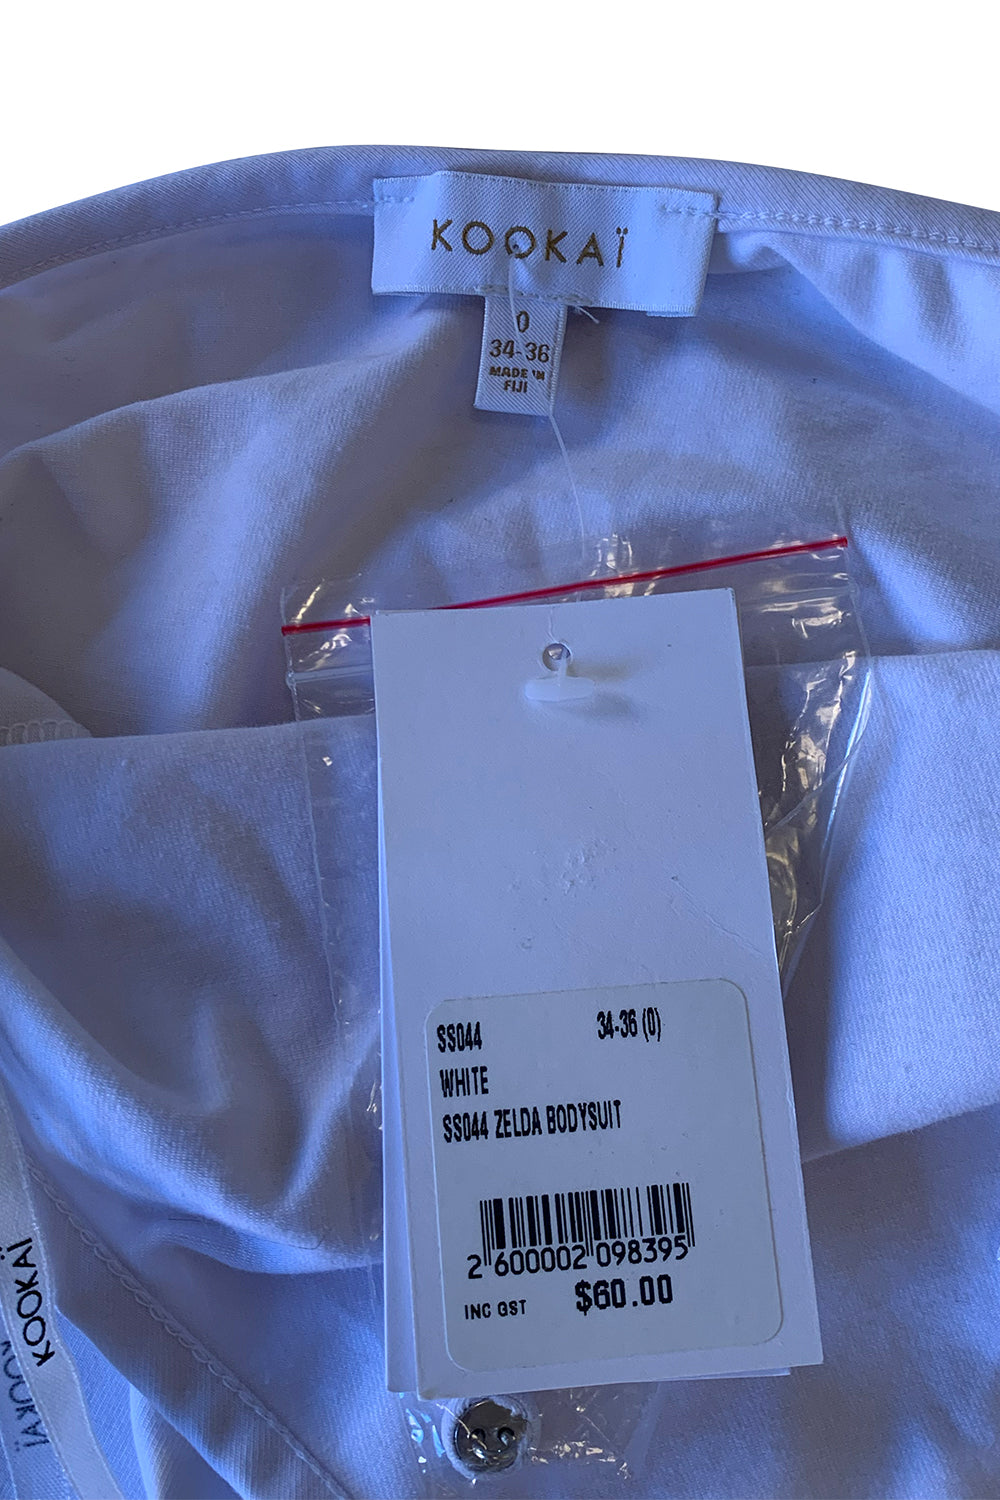 KOOKAÏ
0
34-36
MADE IN
FIJI
SS044 34-36 (0)
WHITE
SS044 ZELDA BODYSUIT
2 600002 098395
INC GST $60.00
KOOKAÏ
KOOKAÏ